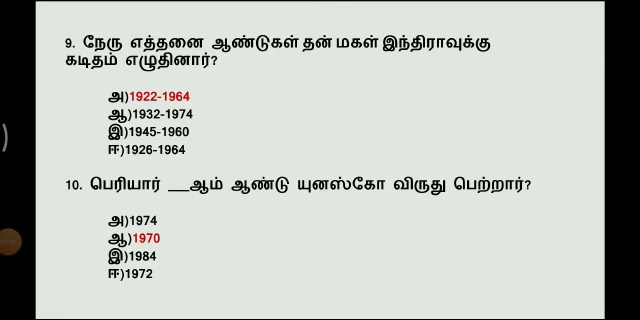 9. நேரு எத்தனை ஆண்டுகள் தன் மகள் இந்திராவுக்கு
கடிதம் எழுதினார்?
அ)1922-1964
ஆ)1932-1974
இ)1945-1960
ஈ)1926-1964
10. பெரியார் ___ஆம் ஆண்டு யுனஸ்கோ விருது பெற்றார்?
அ)1974
ஆ)1970
இ)1984
ஈ)1972